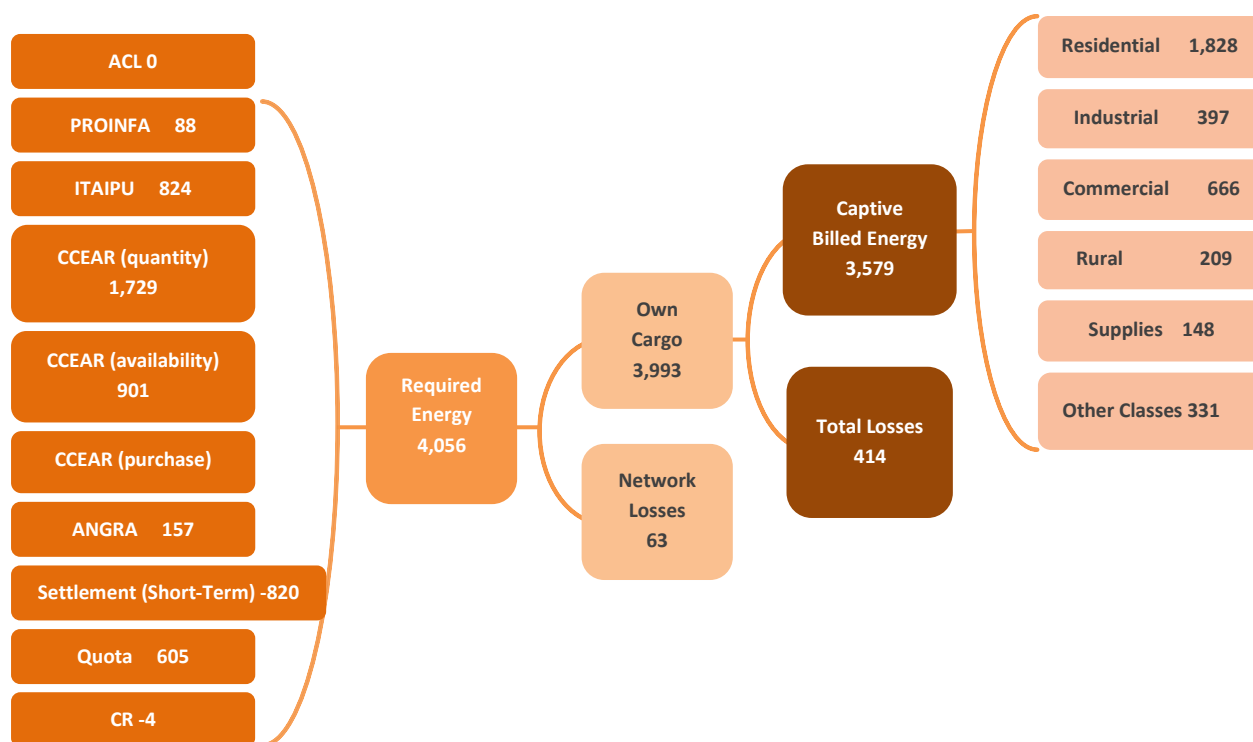 ACL 0
PROINFA 88
ITAIPU 824
CCEAR (quantity)
1,729
CCEAR (availability)
901
CCEAR (purchase)
ANGRA 157
Settlement (Short-Term) -820
Quota 605
CR -4
Required
Energy
4,056
Own
Cargo
3,993
Network
Losses
63
Captive
Billed Energy
3,579
Total Losses
414
Residential 1,828
Industrial 397
Commercial 666
Rural 209
Supplies 148
Other Classes 331